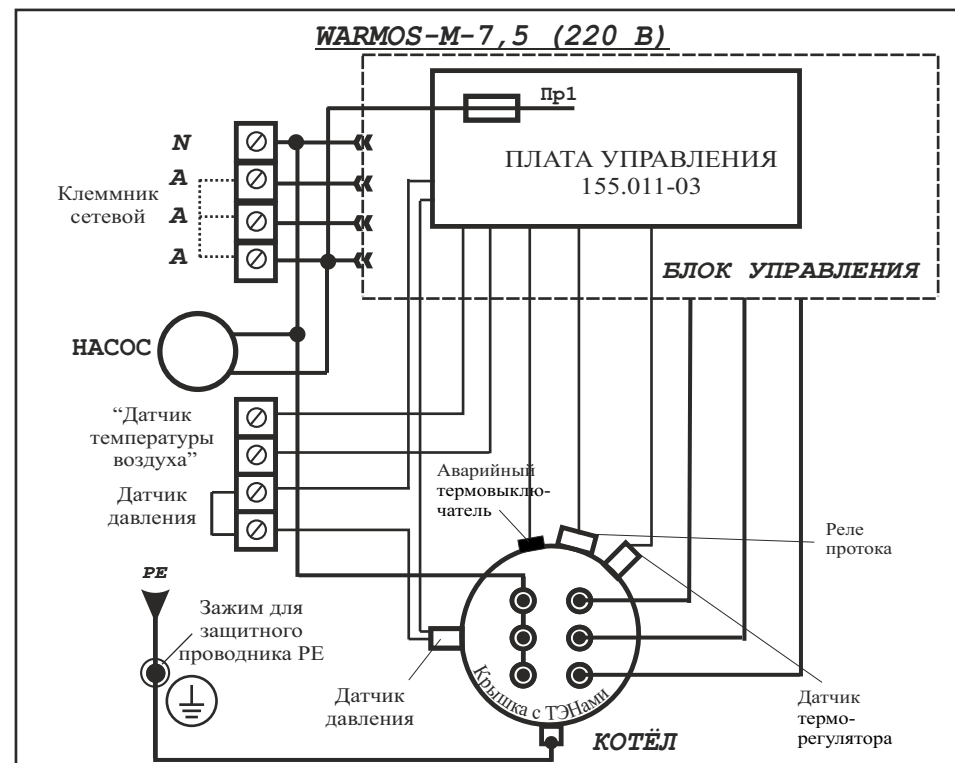 WARMOS-M-7,5 (220 В)
Пр1
ПЛАТА УПРАВЛЕНИЯ
155.011-03
N
A
A
A
Клеммник
сетевой
БЛОК УПРАВЛЕНИЯ
НАСОС
“Датчик
температуры
воздуха”
Датчик
давления
Аварийный
термовыклю-
чатель
Реле
протока
PE
Зажим для
защитного
проводника PE
Датчик
давления
Крышка с ТЭНами
КОТЁЛ
Датчик
термо-
регулятора